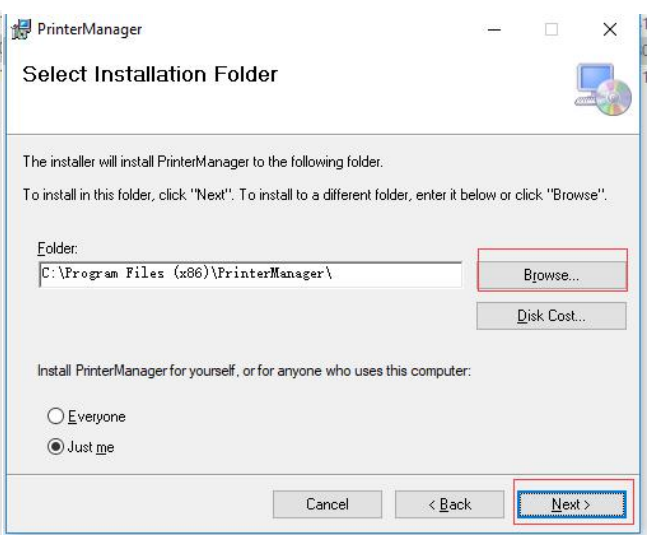 PrinterManager
Select Installation Folder
The installer will install PrinterManager to the following folder.
To install in this folder, click "Next". To install to a different folder, enter it below or click "Browse".
Folder:
C:\Program Files (x86)\PrinterManager\
Browse...
Disk Cost...
Install PrinterManager for yourself, or for anyone who uses this computer:
Everyone
Just me
Cancel
< Back
Next >